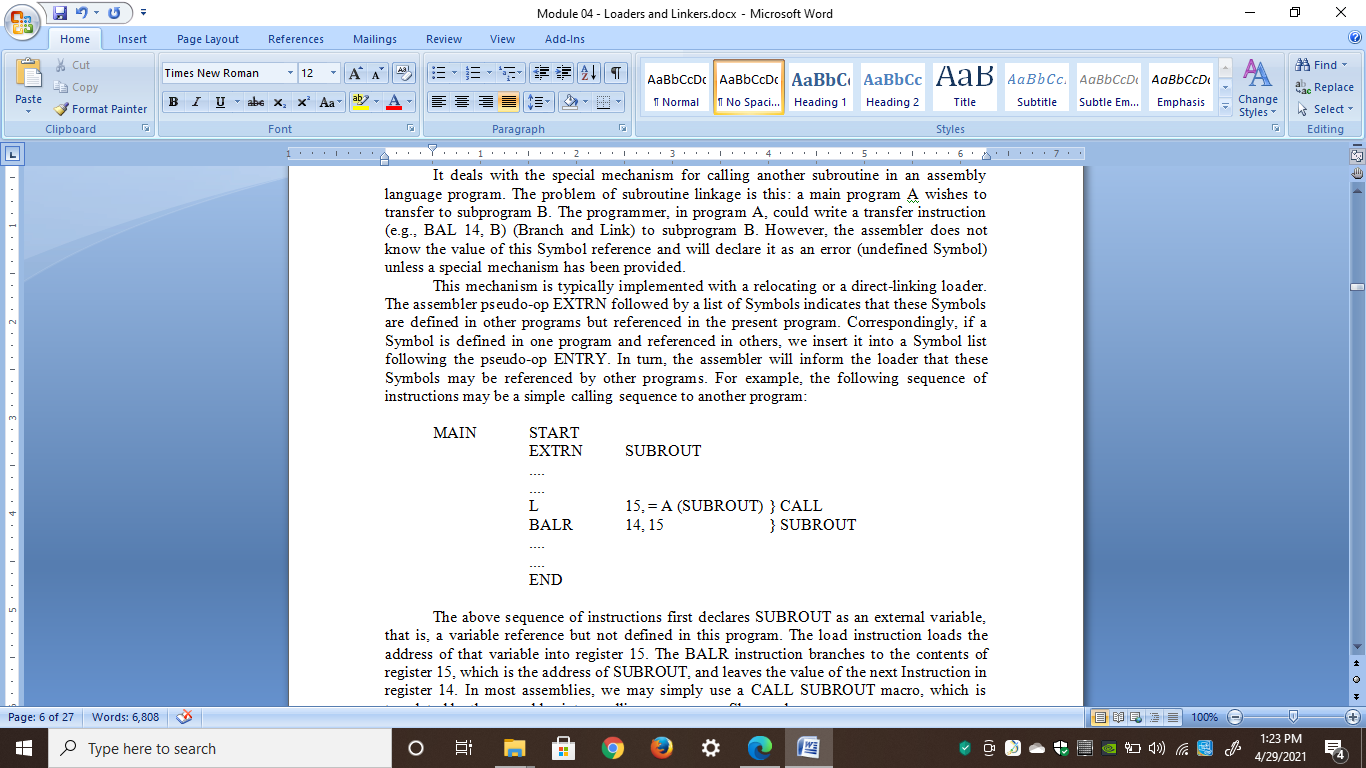 Module 04 - Loaders and Linkers.docx - Microsoft Word
Home Insert Page Layout References Mailings Review View Add-Ins
Paste
Cut
Copy
Format Painter
Clipboard
Times New Roman 12
B I U abc x₂ x² Aa
Font
Paragraph
AaBbCcDc AaBbCcDc AaBbC AaBbCc AaB AaBbCc. AaBbCcDc AaBbCcDc
¶ Normal ¶ No Spaci... Heading 1 Heading 2 Title Subtitle Subtle Em... Emphasis
Change Styles
Styles
Find
Replace
Select
Editing
1 1 2 3 4 5 6 7
It deals with the special mechanism for calling another subroutine in an assembly
language program. The problem of subroutine linkage is this: a main program A wishes to
transfer to subprogram B. The programmer, in program A, could write a transfer instruction
(e.g., BAL 14, B) (Branch and Link) to subprogram B. However, the assembler does not
know the value of this Symbol reference and will declare it as an error (undefined Symbol)
unless a special mechanism has been provided.
This mechanism is typically implemented with a relocating or a direct-linking loader.
The assembler pseudo-op EXTRN followed by a list of Symbols indicates that these Symbols
are defined in other programs but referenced in the present program. Correspondingly, if a
Symbol is defined in one program and referenced in others, we insert it into a Symbol list
following the pseudo-op ENTRY. In turn, the assembler will inform the loader that these
Symbols may be referenced by other programs. For example, the following sequence of
instructions may be a simple calling sequence to another program:
MAIN START
EXTRN SUBROUT
....
....
L 15, = A (SUBROUT) } CALL
BALR 14, 15 } SUBROUT
....
....
END
The above sequence of instructions first declares SUBROUT as an external variable,
that is, a variable reference but not defined in this program. The load instruction loads the
address of that variable into register 15. The BALR instruction branches to the contents of
register 15, which is the address of SUBROUT, and leaves the value of the next Instruction in
register 14. In most assemblies, we may simply use a CALL SUBROUT macro, which is
Page: 6 of 27 Words: 6,808 100%
Type here to search
1:23 PM
4/29/2021
4